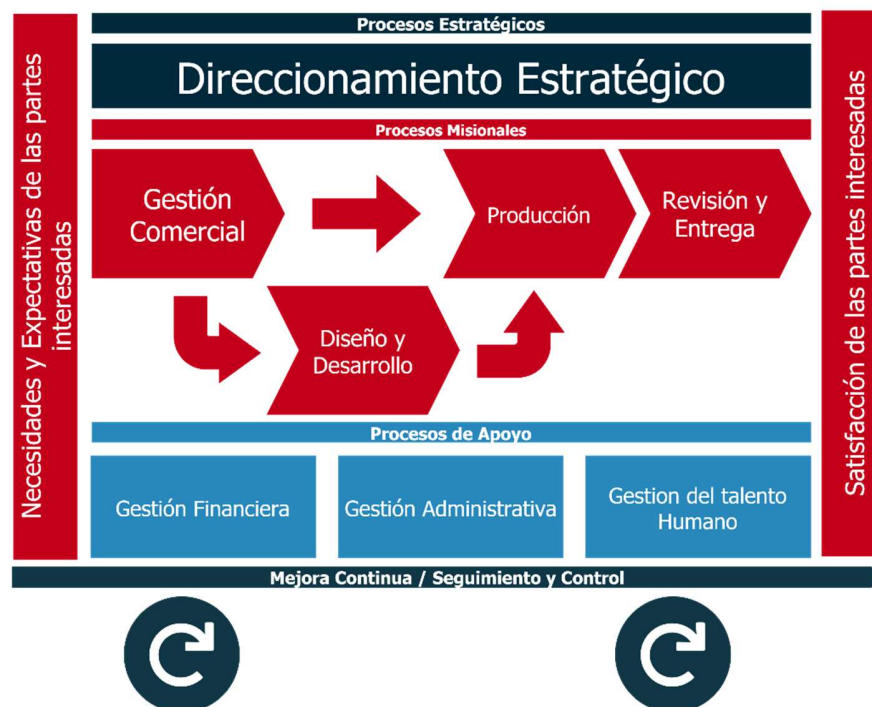 Procesos Estratégicos
Direccionamiento Estratégico
Procesos Misionales
Necesidades y Expectativas de las partes
interesadas
Gestión
Comercial
Producción
Revisión y
Entrega
Diseño y
Desarrollo
Satisfacción de las partes interesadas
Procesos de Apoyo
Gestión Financiera
Gestión Administrativa
Gestion del talento
Humano
Mejora Continua / Seguimiento y Control